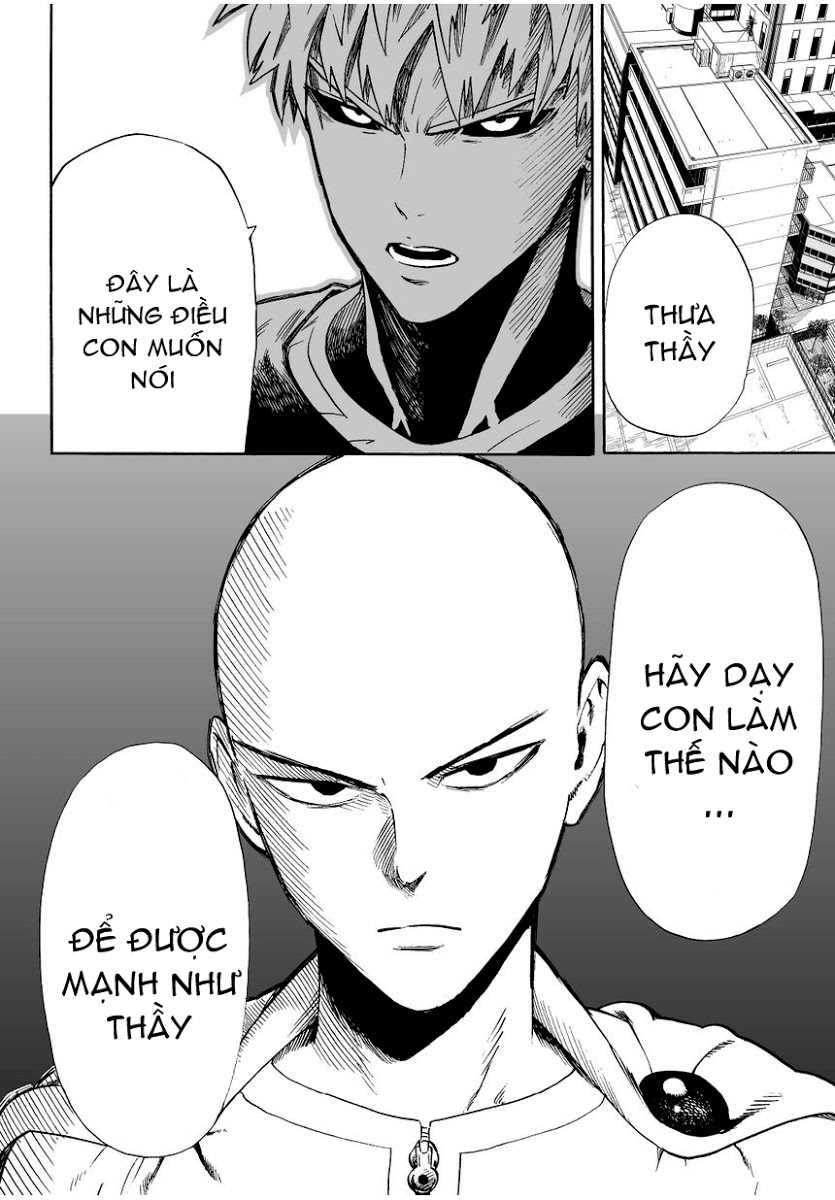 THƯA
THẦY
ĐÂY LÀ
NHỮNG ĐIỀU
CON MUỐN
NÓI
HÃY DẠY
CON LÀM
THẾ NÀO
...
ĐỂ ĐƯỢC
MẠNH NHƯ
THẦY